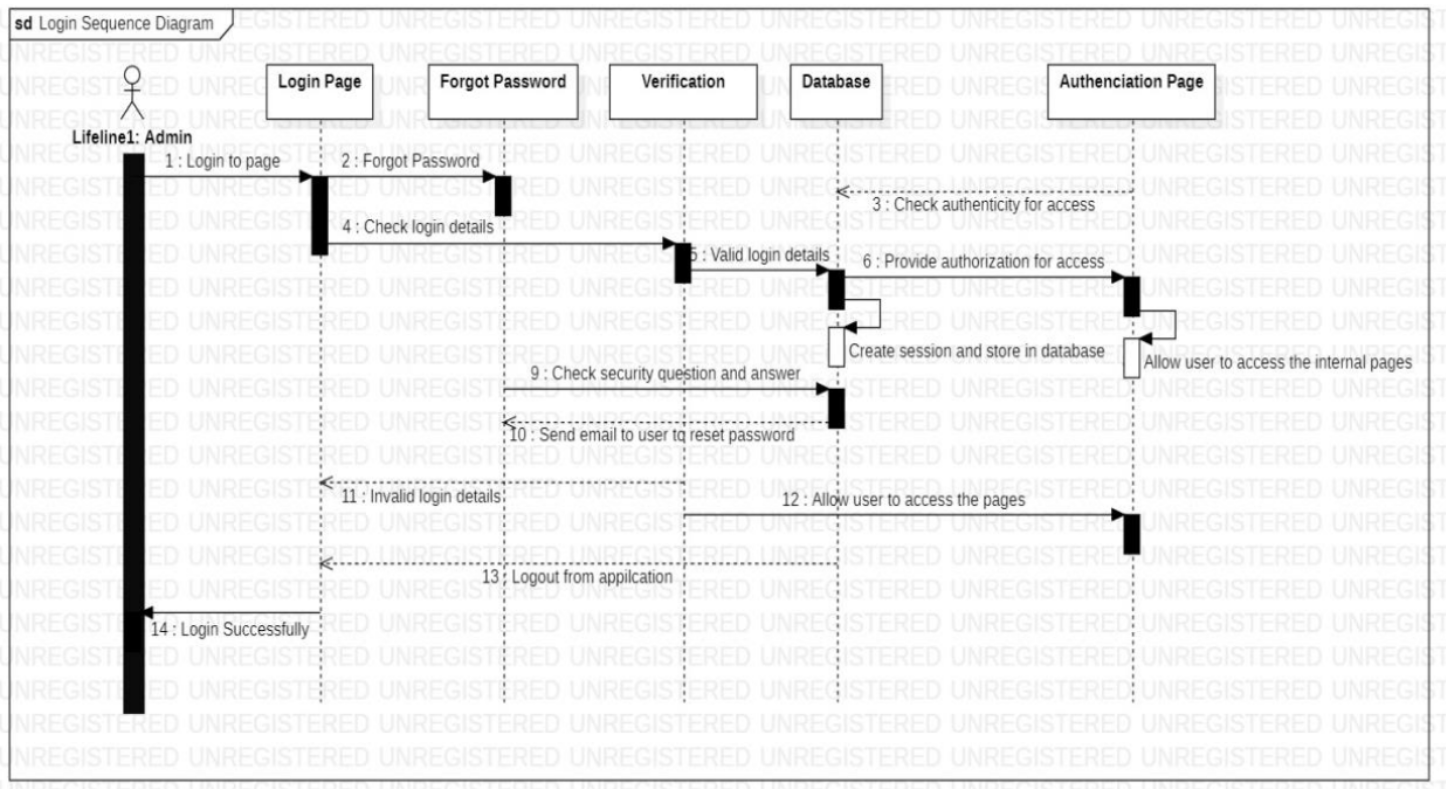 sd Login Sequence Diagram
Login Page
Forgot Password
Verification
Database
Authenciation Page
Lifeline1: Admin
1 : Login to page
2 : Forgot Password
3 : Check authenticity for access
4 : Check login details
5 : Valid login details
6 : Provide authorization for access
Create session and store in database
Allow user to access the internal pages
9 : Check security question and answer
10 : Send email to user to reset password
11 : Invalid login details
12 : Allow user to access the pages
13 : Logout from appilcation
14 : Login Successfully
UNREGISTERED